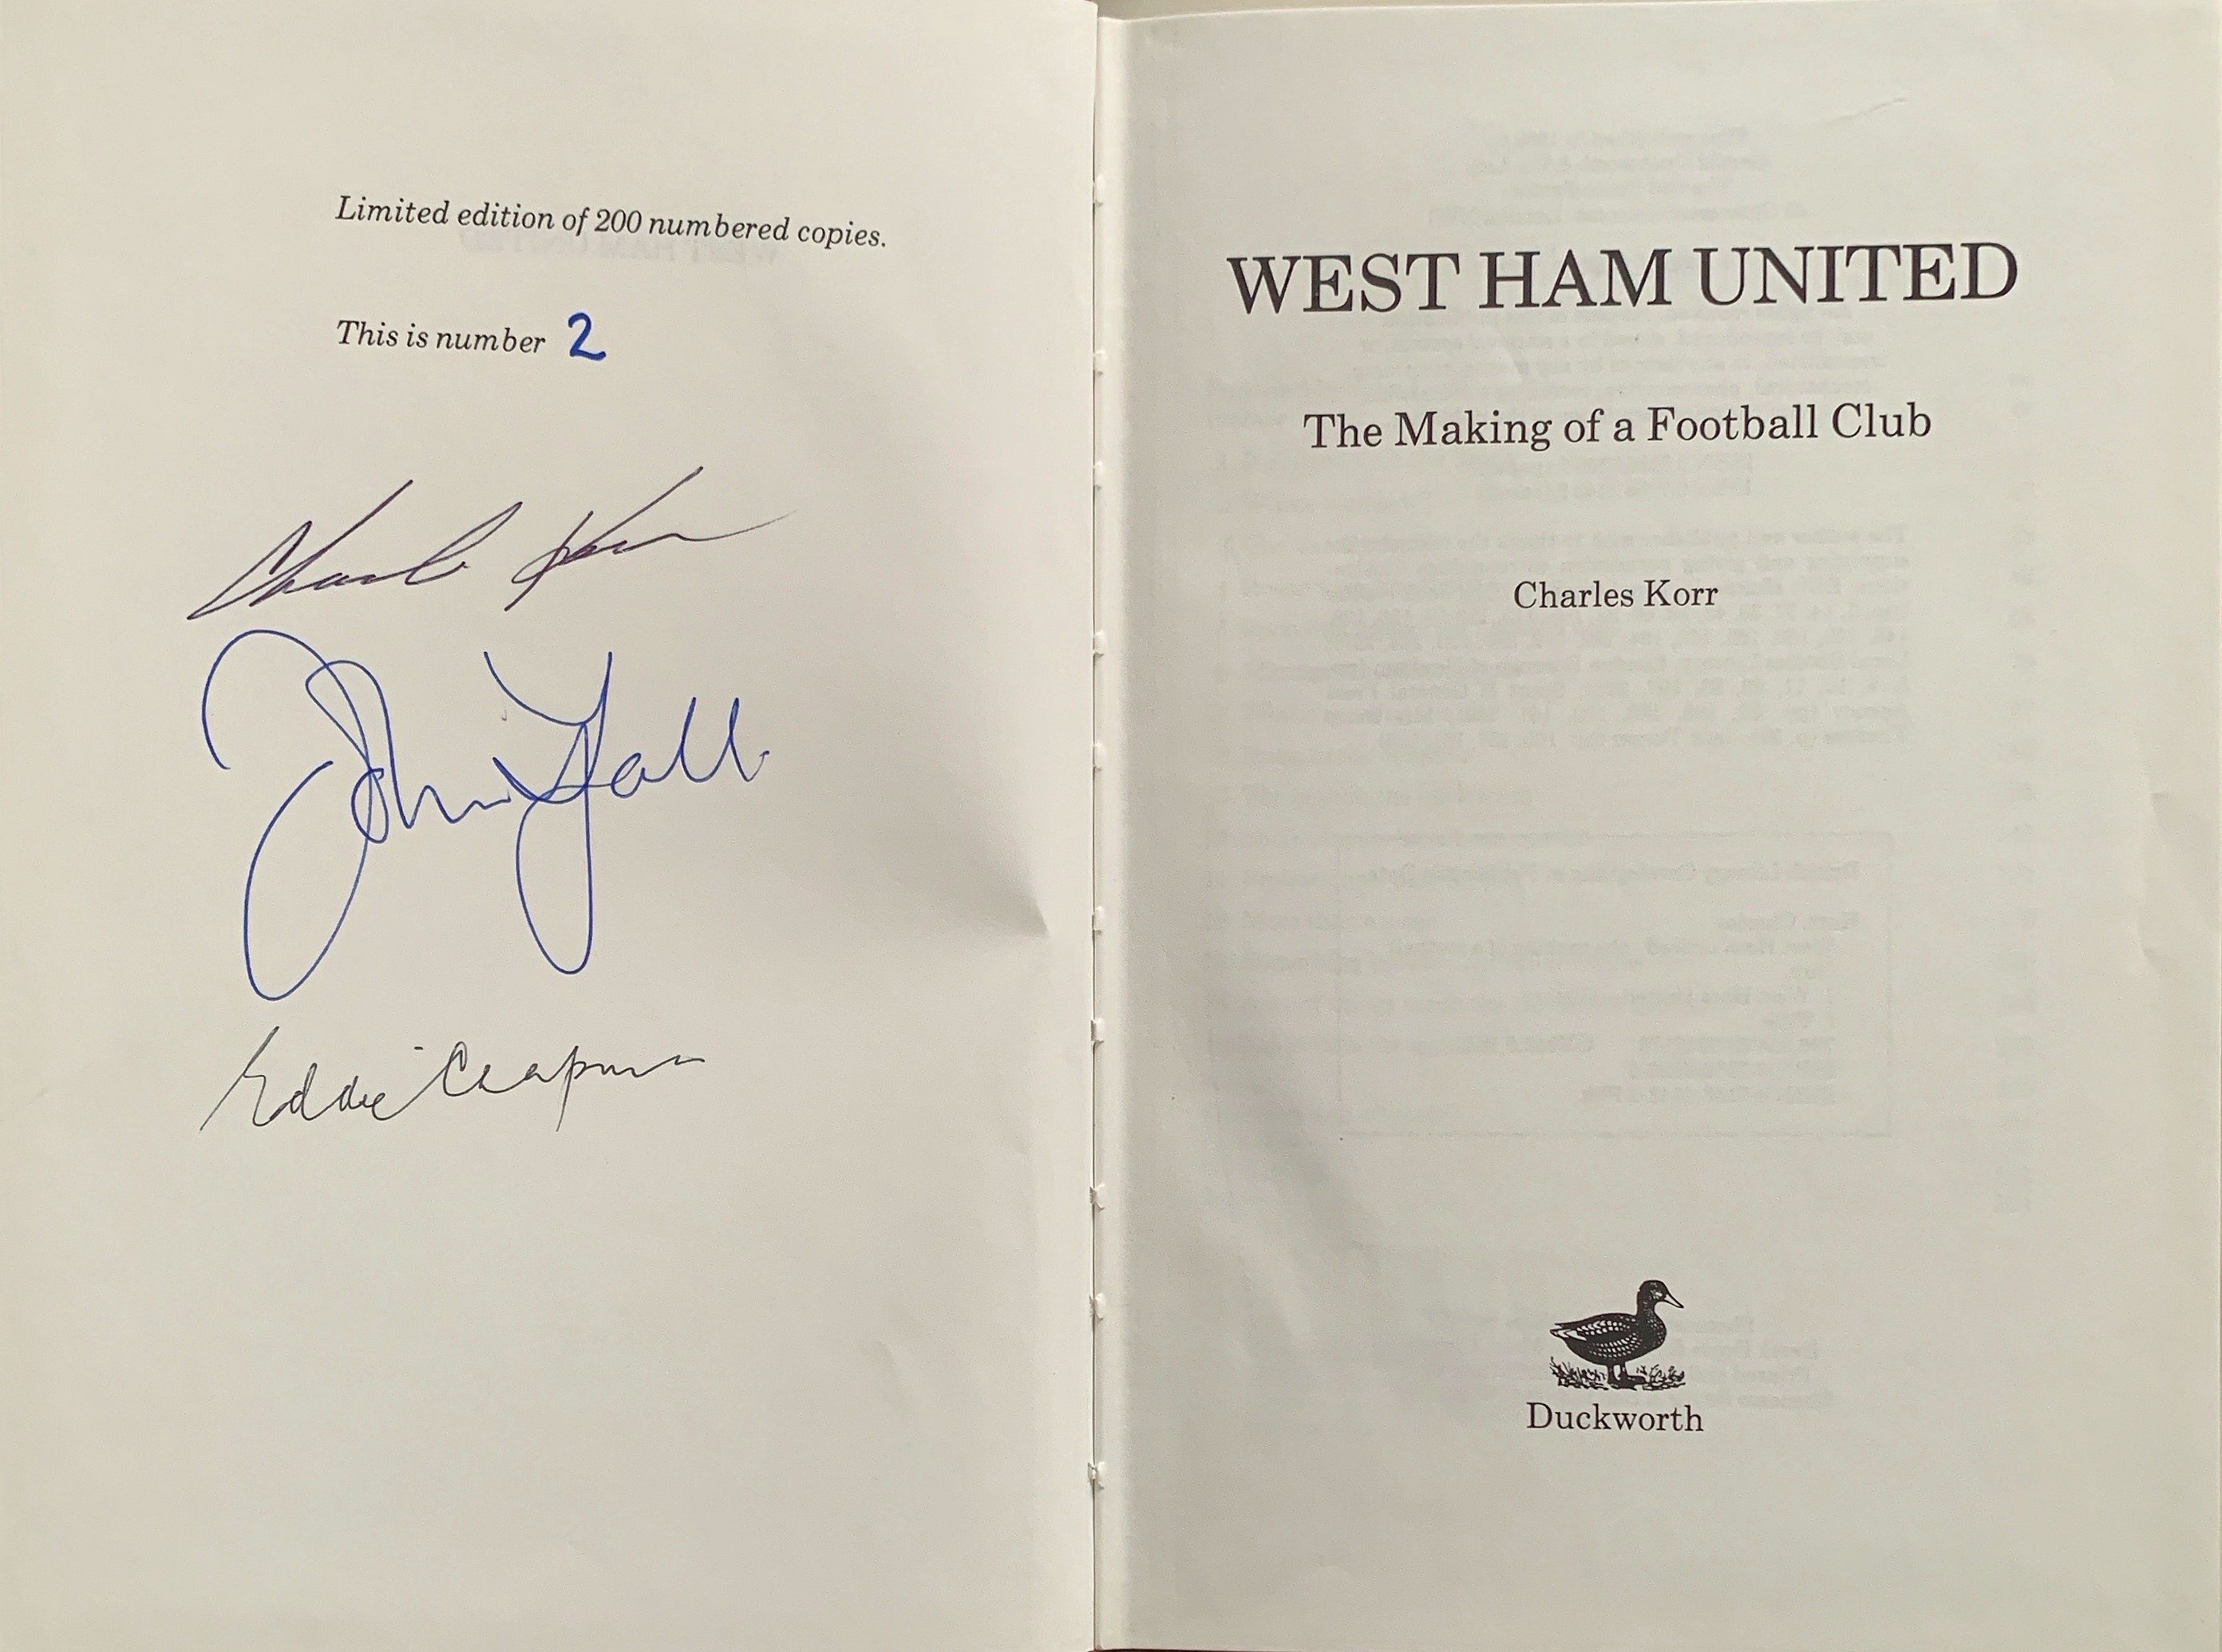 Limited edition of 200 numbered copies.
This is number 2
Charles Korr
John Lyall
Eddie Chapman
WEST HAM UNITED
The Making of a Football Club
Charles Korr
Duckworth